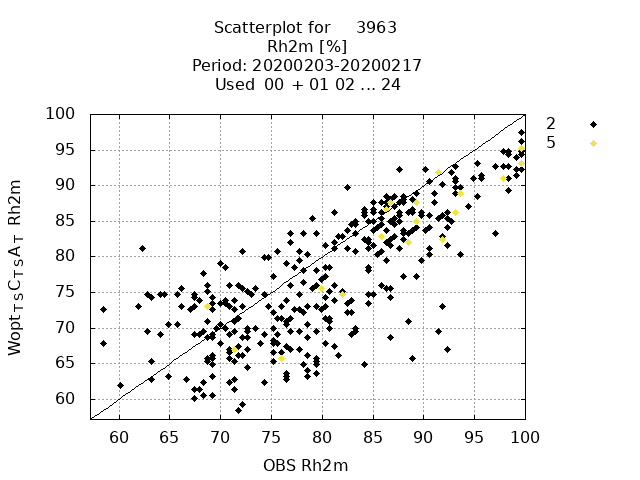 Scatterplot for 3963
Rh2m [%]
Period: 20200203-20200217
Used 00 + 01 02 ... 24
2
5
100
95
90
85
80
75
70
65
60
Wopt TS C TS A T Rh2m
60 65 70 75 80 85 90 95 100
OBS Rh2m